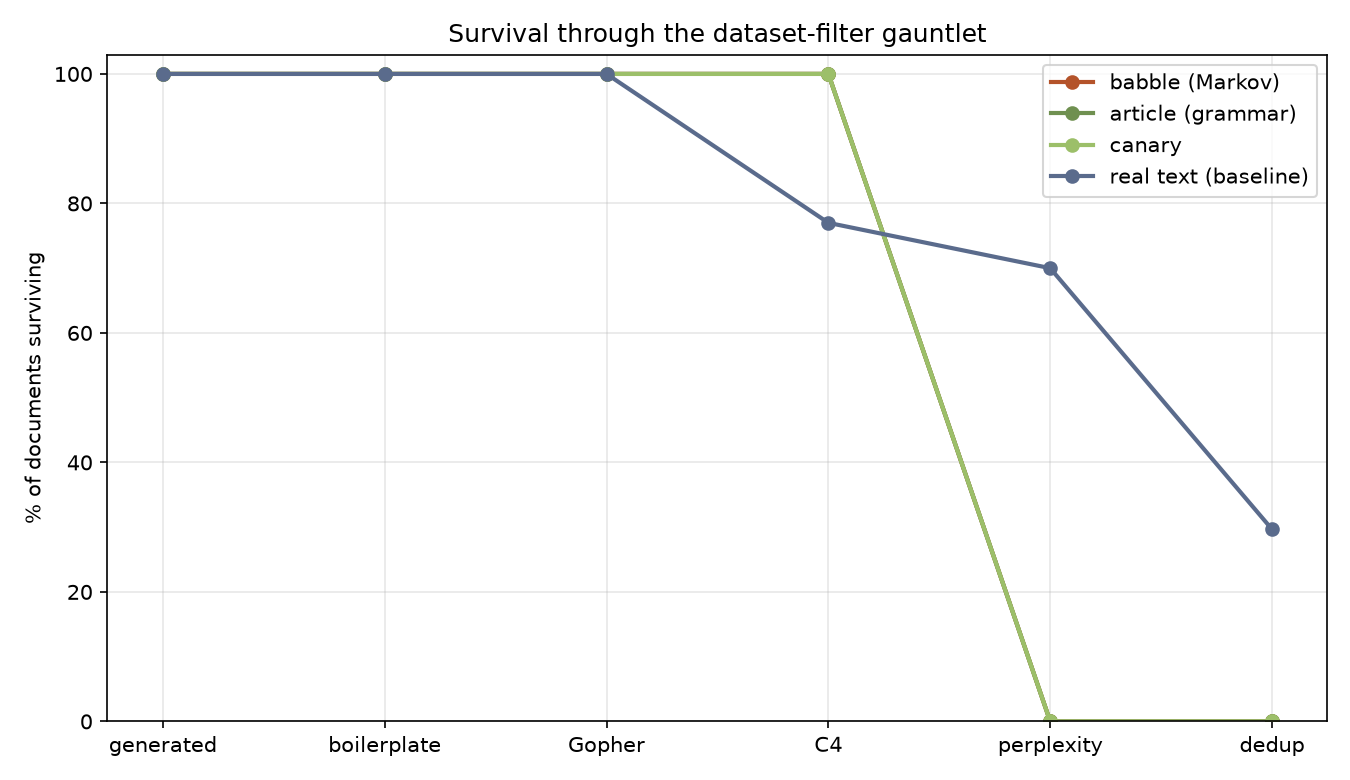 Survival through the dataset-filter gauntlet
% of documents surviving
100
80
60
40
20
0
babble (Markov)
article (grammar)
canary
real text (baseline)
generated boilerplate Gopher C4 perplexity dedup